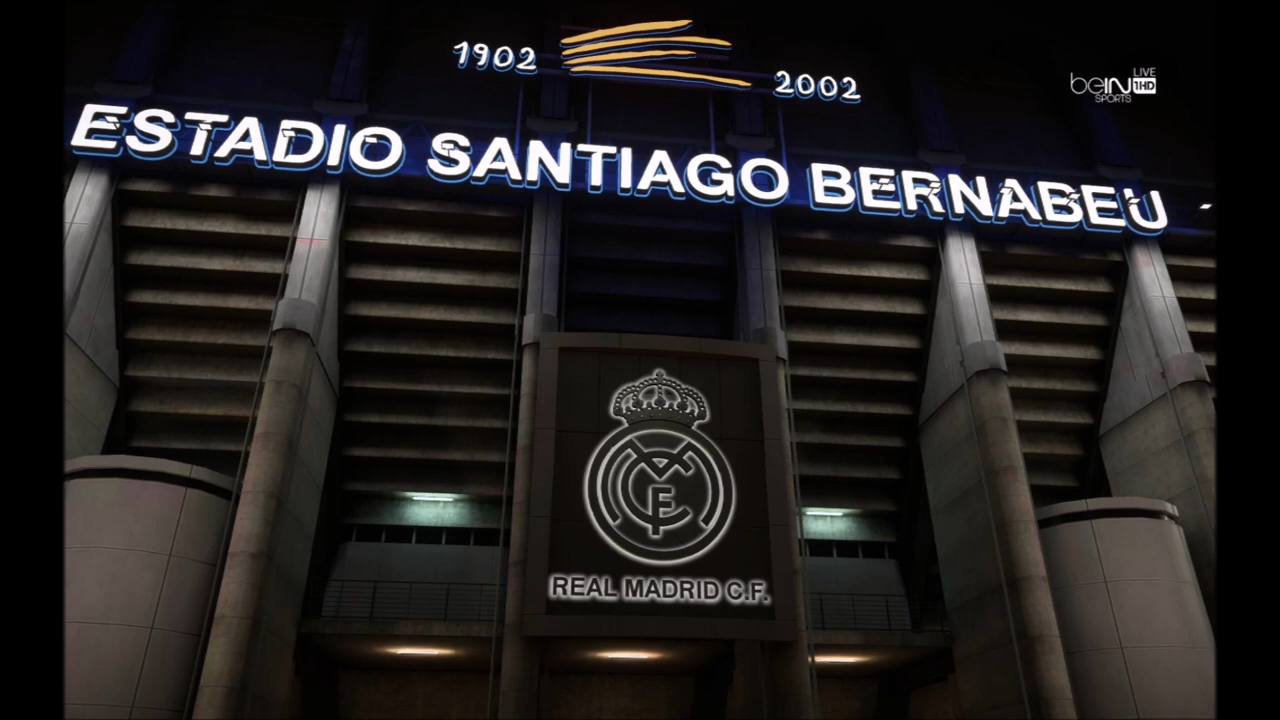 1902
2002
LIVE
beIN 1HD
SPORTS
ESTADIO SANTIAGO BERNABEU
REAL MADRID C.F.